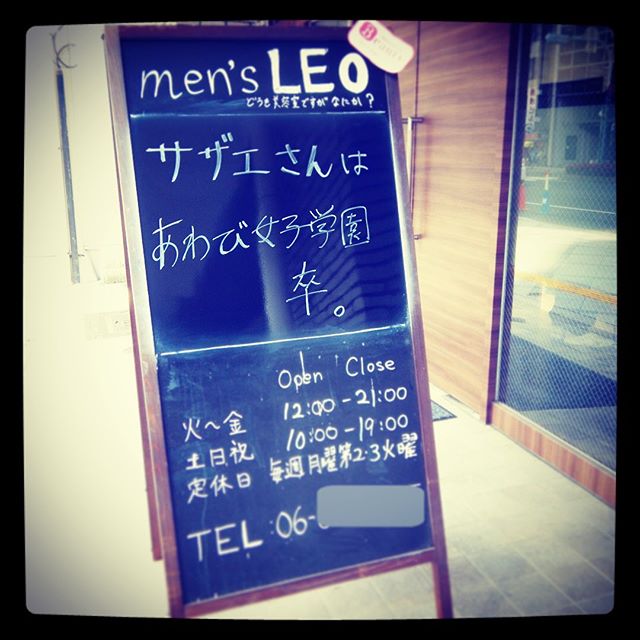 men's LEO
どうも美容室ですがなにか?
サザエさんは
あわび女子学園
卒。
Open Close
火〜金 12:00-21:00
土日祝 10:00-19:00
定休日 毎週月曜第2・3火曜
TEL:06-